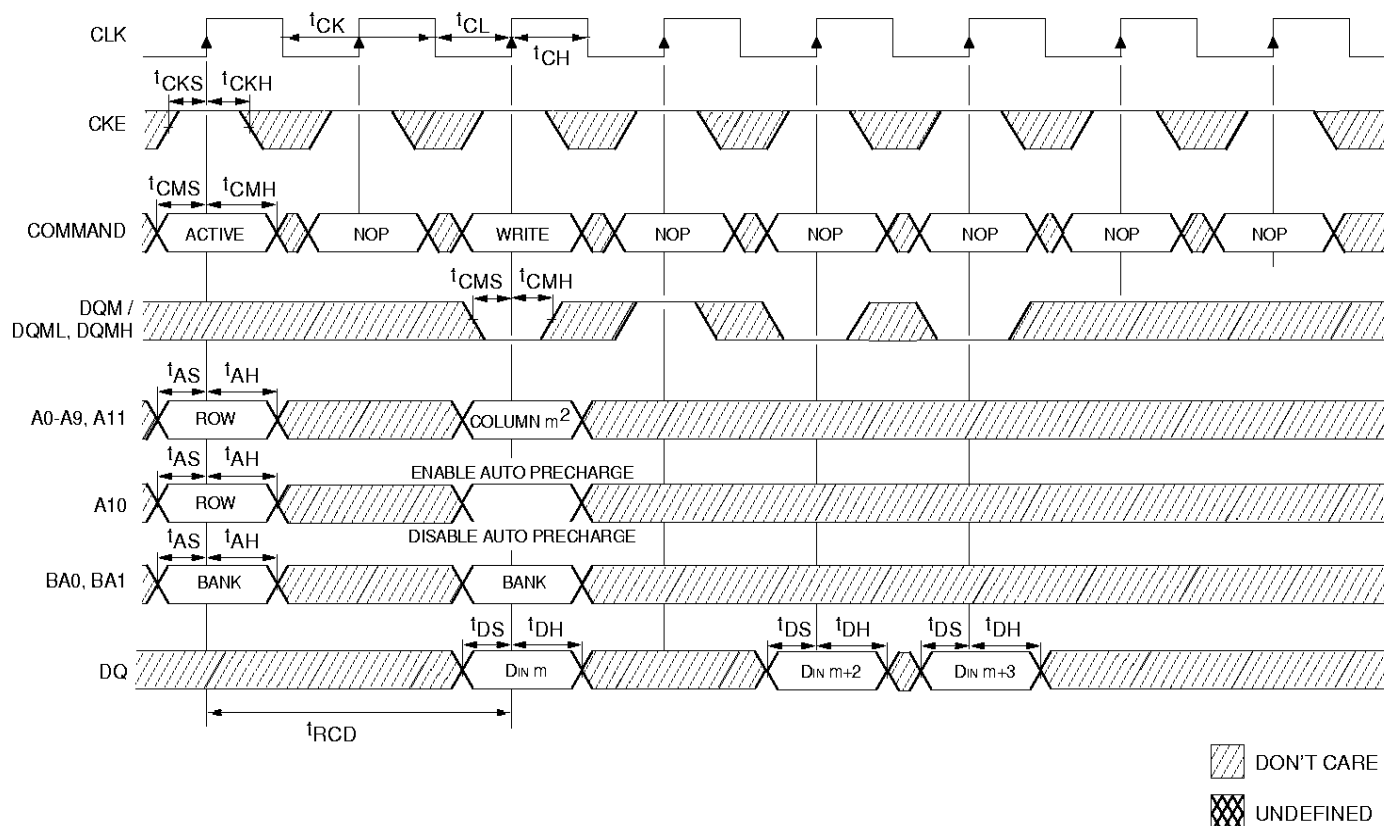 CLK tCK tCL tCH
tCKS tCKH
CKE
tCMS tCMH
COMMAND ACTIVE NOP WRITE NOP NOP NOP NOP NOP
tCMS tCMH
DQM /
DQML, DQMH
tAS tAH
A0-A9, A11 ROW COLUMN m2
tAS tAH ENABLE AUTO PRECHARGE
A10 ROW
tAS tAH DISABLE AUTO PRECHARGE
BA0, BA1 BANK BANK
tDS tDH tDS tDH tDS tDH
DQ DIN m DIN m+2 DIN m+3
tRCD
DON'T CARE
UNDEFINED